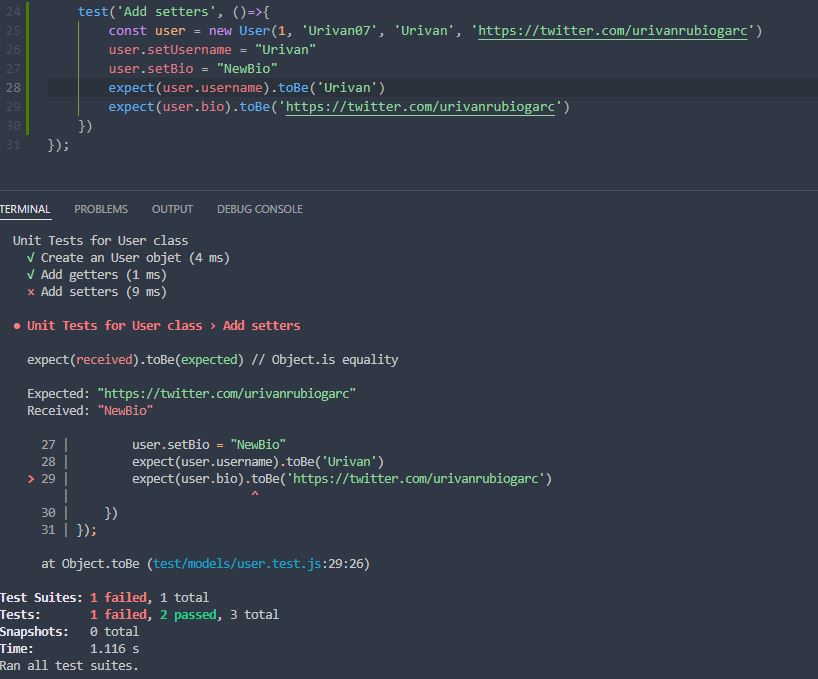 24 test('Add setters', ()=>{
25 const user = new User(1, 'Urivan07', 'Urivan', 'https://twitter.com/urivanrubiogarc')
26 user.setUsername = "Urivan"
27 user.setBio = "NewBio"
28 expect(user.username).toBe('Urivan')
29 expect(user.bio).toBe('https://twitter.com/urivanrubiogarc')
30 })
31 });
TERMINAL PROBLEMS OUTPUT DEBUG CONSOLE
Unit Tests for User class
√ Create an User objet (4 ms)
√ Add getters (1 ms)
× Add setters (9 ms)
● Unit Tests for User class › Add setters
expect(received).toBe(expected) // Object.is equality
Expected: "https://twitter.com/urivanrubiogarc"
Received: "NewBio"
27 | user.setBio = "NewBio"
28 | expect(user.username).toBe('Urivan')
> 29 | expect(user.bio).toBe('https://twitter.com/urivanrubiogarc')
| ^
30 | })
31 | });
at Object.toBe (test/models/user.test.js:29:26)
Test Suites: 1 failed, 1 total
Tests: 1 failed, 2 passed, 3 total
Snapshots: 0 total
Time: 1.116 s
Ran all test suites.